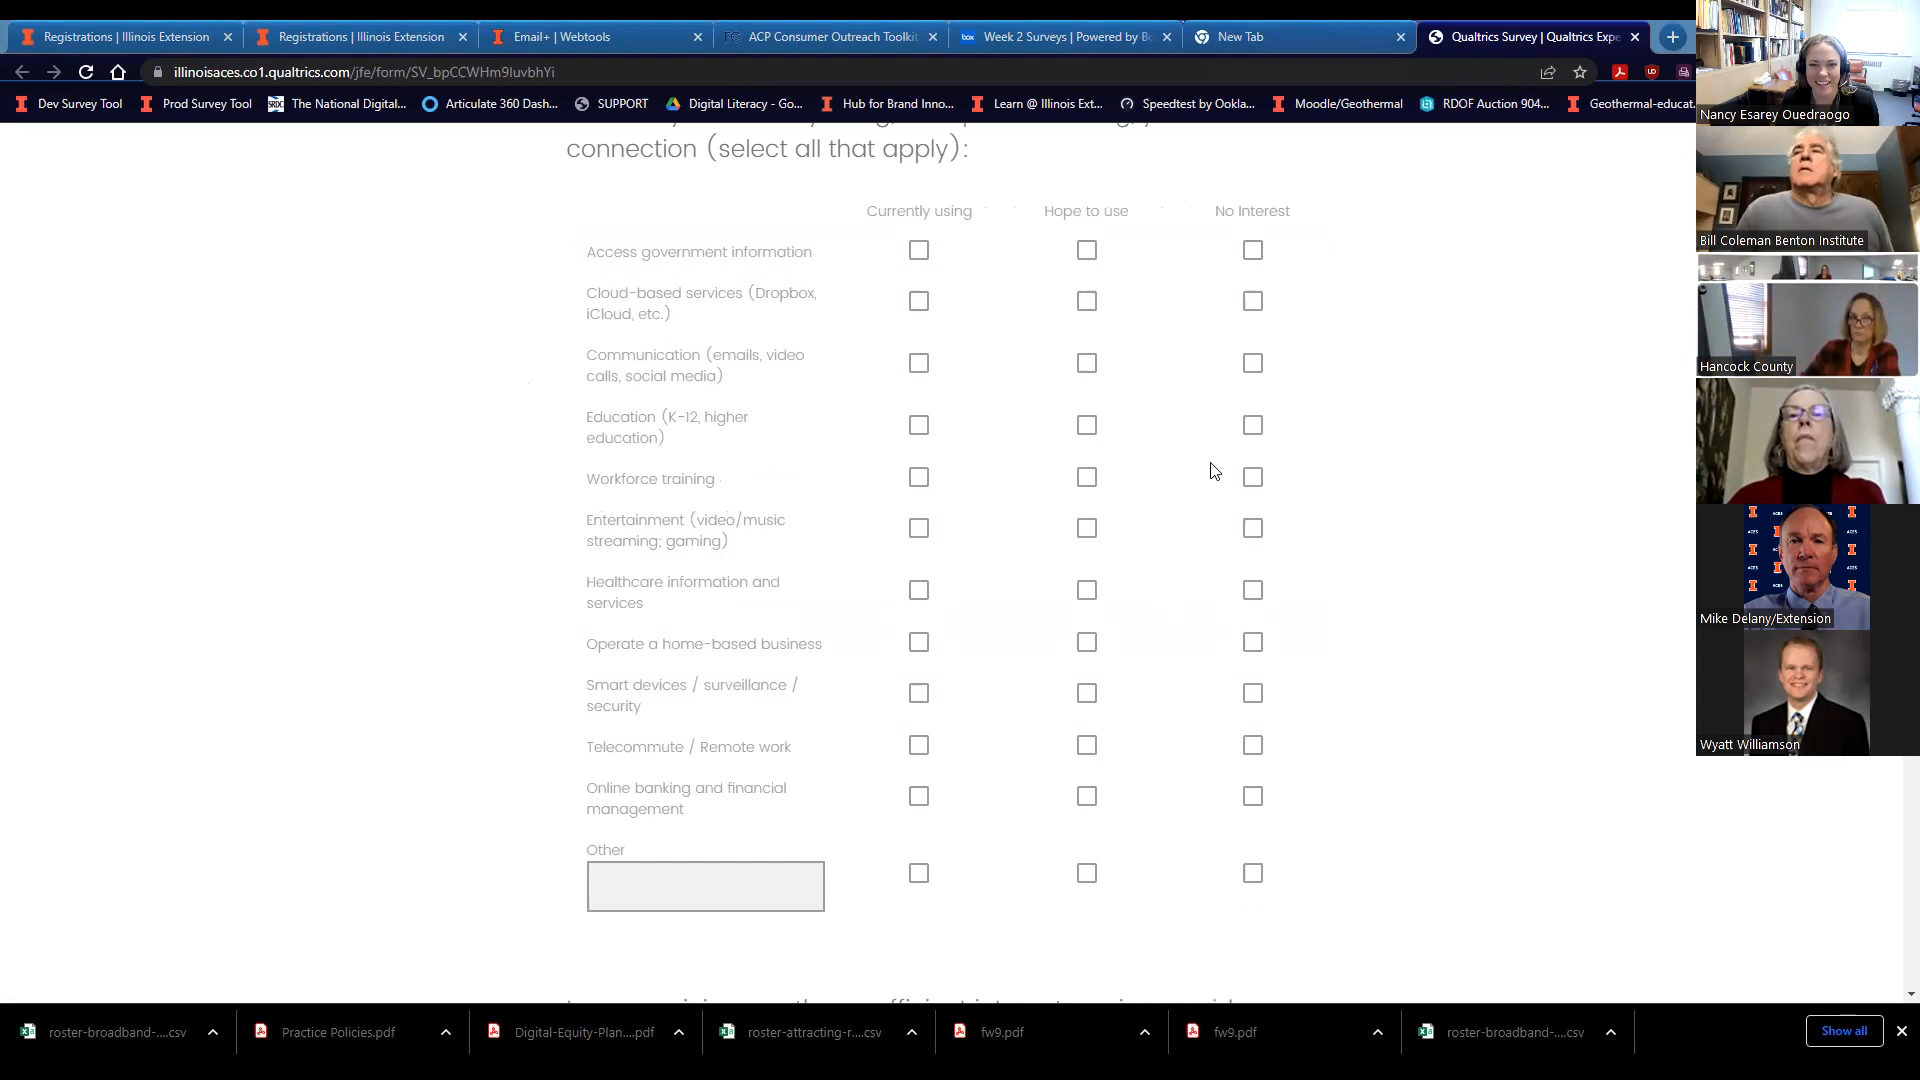 Registrations | Illinois Extension
Registrations | Illinois Extension
Email+ | Webtools
ACP Consumer Outreach Toolkit
Week 2 Surveys | Powered by Bo
New Tab
Qualtrics Survey | Qualtrics Expe
illinoisaces.co1.qualtrics.com/jfe/form/SV_bpCCWHm9IuvbhYi
Dev Survey Tool
Prod Survey Tool
The National Digital...
Articulate 360 Dash...
SUPPORT
Digital Literacy - Go...
Hub for Brand Inno...
Learn @ Illinois Ext...
Speedtest by Ookla...
Moodle/Geothermal
RDOF Auction 904...
Geothermal-educat
connection (select all that apply):
Currently using
Hope to use
No Interest
Access government information
Cloud-based services (Dropbox,
iCloud, etc.)
Communication (emails, video
calls, social media)
Education (K-12, higher
education)
Workforce training
Entertainment (video/music
streaming; gaming)
Healthcare information and
services
Operate a home-based business
Smart devices / surveillance /
security
Telecommute / Remote work
Online banking and financial
management
Other
Nancy Esarey Ouedraogo
Bill Coleman Benton Institute
Hancock County
Mike Delany/Extension
Wyatt Williamson
roster-broadband-....csv
Practice Policies.pdf
Digital-Equity-Plan....pdf
roster-attracting-r....csv
fw9.pdf
fw9.pdf
roster-broadband-....csv
Show all